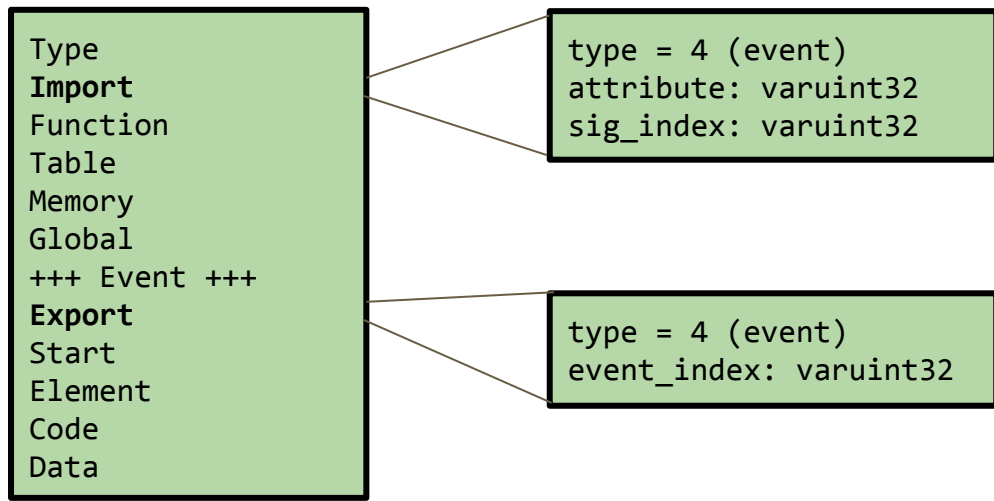 Type
Import
Function
Table
Memory
Global
+++ Event +++
Export
Start
Element
Code
Data
type = 4 (event)
attribute: varuint32
sig_index: varuint32
type = 4 (event)
event_index: varuint32